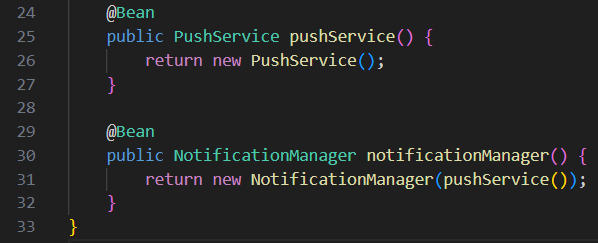 24 @Bean
25 public PushService pushService() {
26 return new PushService();
27 }
28
29 @Bean
30 public NotificationManager notificationManager() {
31 return new NotificationManager(pushService());
32 }
33 }